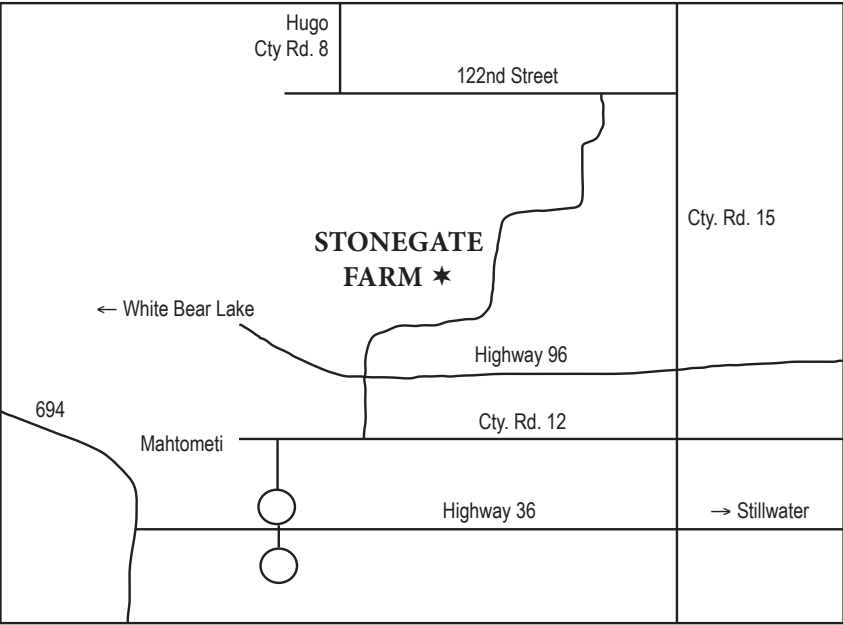 Hugo
Cty Rd. 8
122nd Street
Cty. Rd. 15
STONEGATE
FARM ✶
← White Bear Lake
Highway 96
694
Cty. Rd. 12
Mahtometi
Highway 36
→ Stillwater